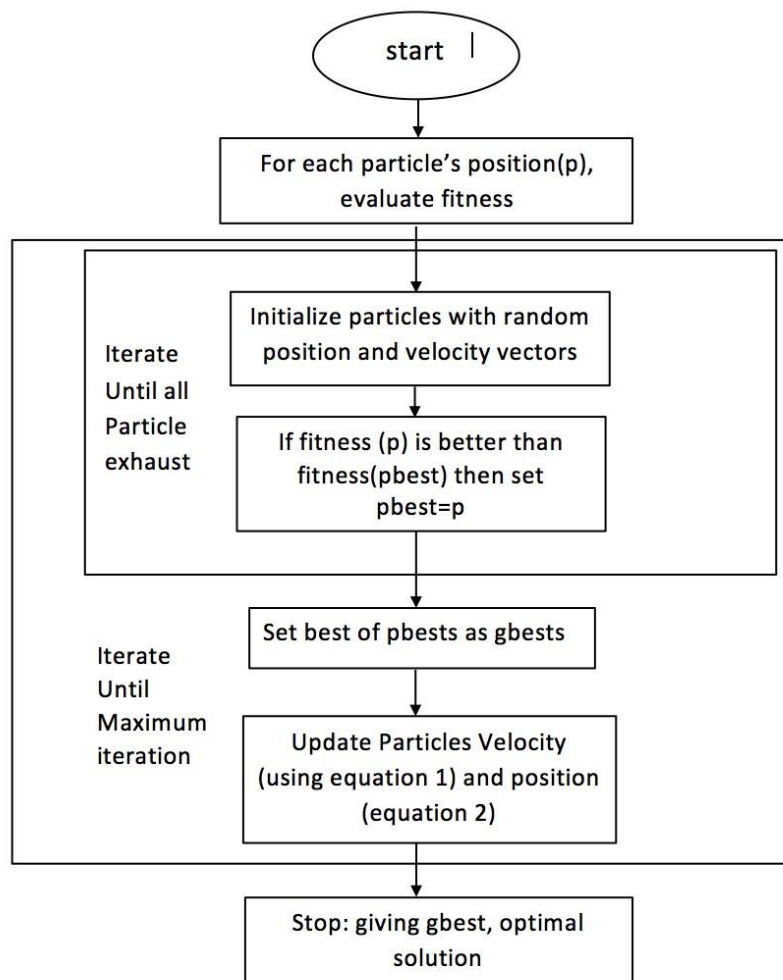 start |
For each particle’s position(p),
evaluate fitness
Initialize particles with random
position and velocity vectors
Iterate
Until all
Particle
exhaust
If fitness (p) is better than
fitness(pbest) then set
pbest=p
Set best of pbests as gbests
Iterate
Until
Maximum
iteration
Update Particles Velocity
(using equation 1) and position
(equation 2)
Stop: giving gbest, optimal
solution